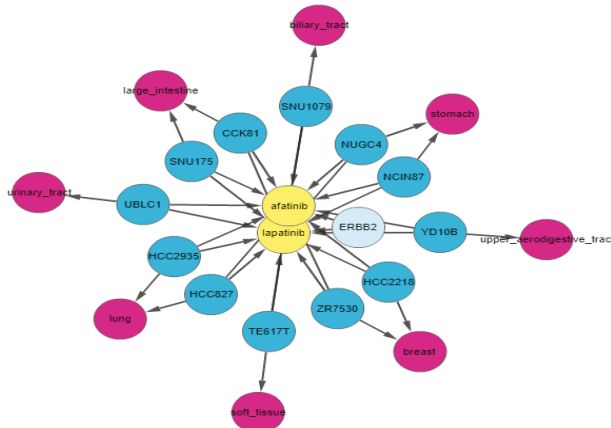 biliary_tract
large_intestine
SNU1079
stomach
CCK81
NUGC4
SNU175
NCIN87
urinary_tract
UBLC1
afatinib
ERBB2
YD10B
lapatinib
upper_aerodigestive_trac
HCC2935
HCC2218
HCC827
ZR7530
lung
TE617T
breast
soft_tissue